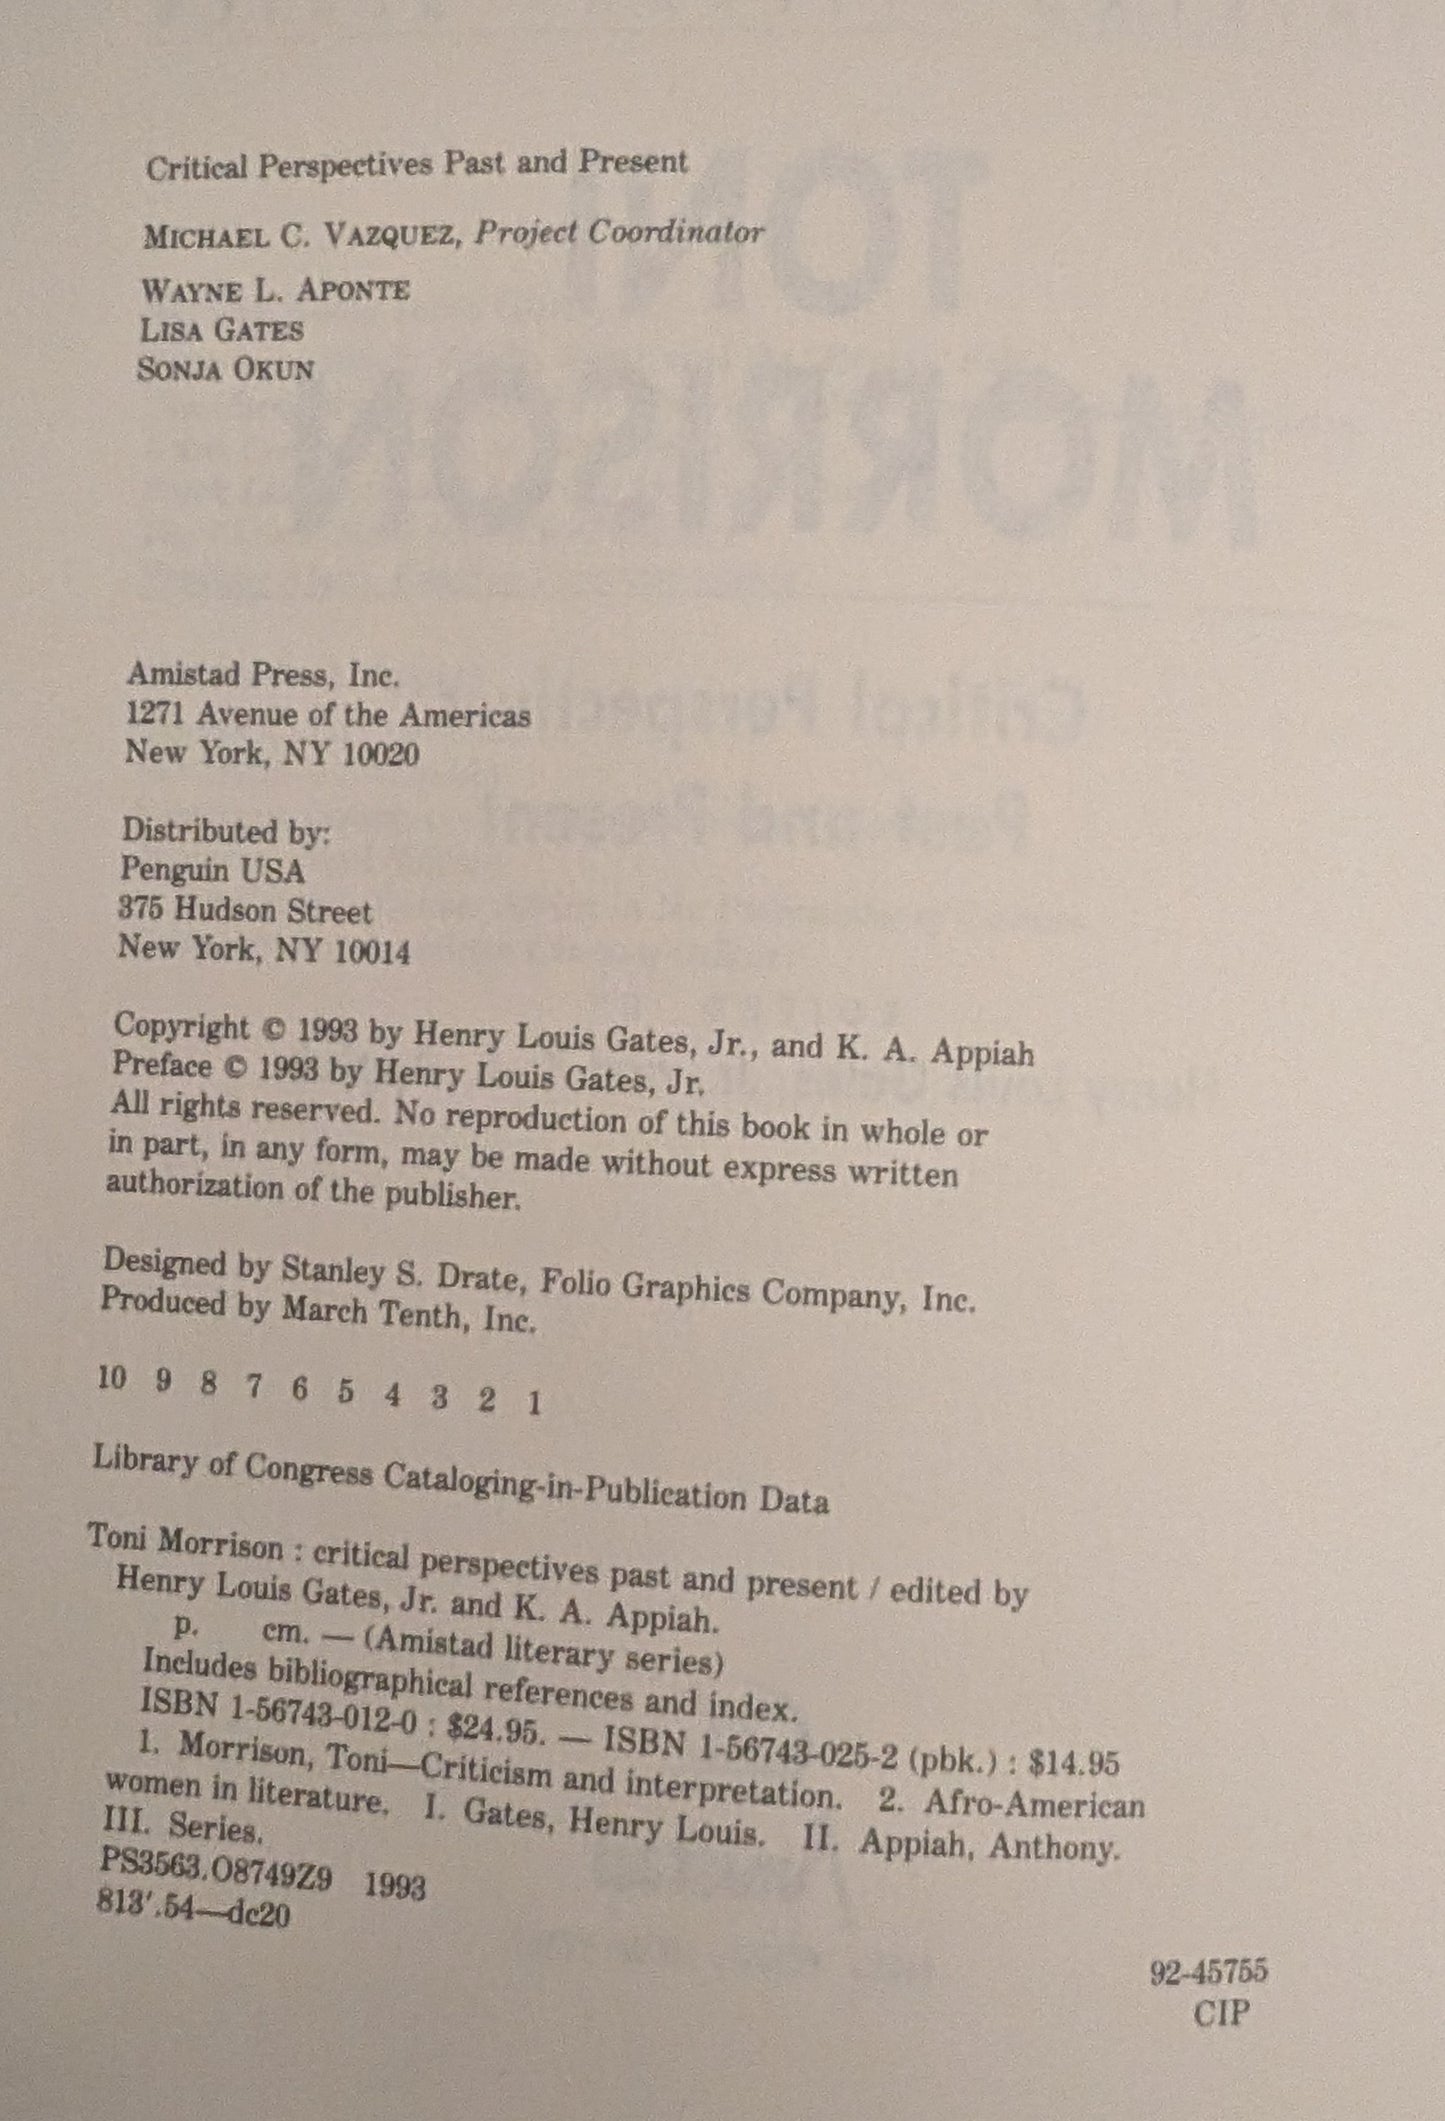 Critical Perspectives Past and Present
MICHAEL C. VAZQUEZ, Project Coordinator
WAYNE L. APONTE
LISA GATES
SONJA OKUN
Amistad Press, Inc.
1271 Avenue of the Americas
New York, NY 10020
Distributed by:
Penguin USA
375 Hudson Street
New York, NY 10014
Copyright © 1993 by Henry Louis Gates, Jr., and K. A. Appiah
Preface © 1993 by Henry Louis Gates, Jr.
All rights reserved. No reproduction of this book in whole or
in part, in any form, may be made without express written
authorization of the publisher.
Designed by Stanley S. Drate, Folio Graphics Company, Inc.
Produced by March Tenth, Inc.
10 9 8 7 6 5 4 3 2 1
Library of Congress Cataloging-in-Publication Data
Toni Morrison : critical perspectives past and present / edited by
Henry Louis Gates, Jr. and K. A. Appiah.
p. cm. — (Amistad literary series)
Includes bibliographical references and index.
ISBN 1-56743-012-0 : $24.95. — ISBN 1-56743-025-2 (pbk.) : $14.95
1. Morrison, Toni—Criticism and interpretation. 2. Afro-American
women in literature. I. Gates, Henry Louis. II. Appiah, Anthony.
III. Series.
PS3563.O8749Z9 1993
813'.54—dc20
92-45755
CIP